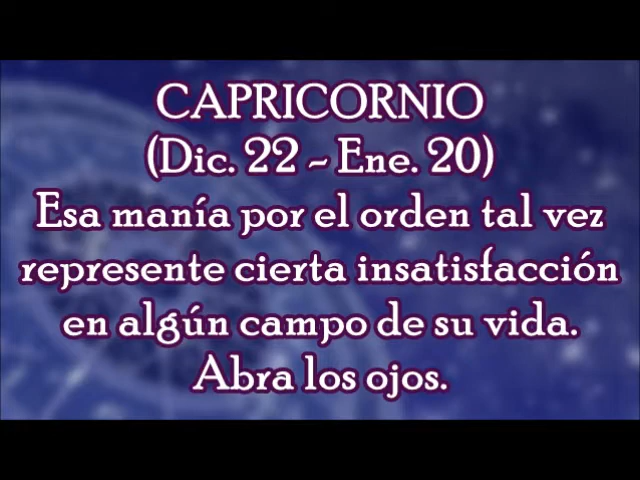 CAPRICORNIO
(Dic. 22 - Ene. 20)
Esa manía por el orden tal vez
represente cierta insatisfacción
en algún campo de su vida.
Abra los ojos.